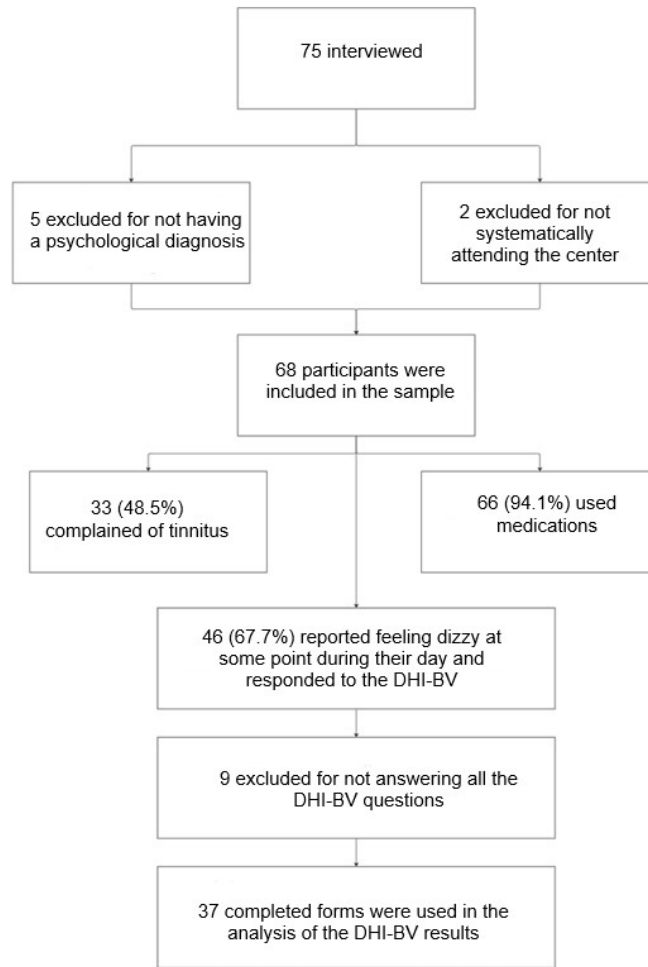 75 interviewed
5 excluded for not having
a psychological diagnosis
2 excluded for not
systematically
attending the center
68 participants were
included in the sample
33 (48.5%)
complained of tinnitus
66 (94.1%) used
medications
46 (67.7%) reported feeling dizzy at
some point during their day and
responded to the DHI-BV
9 excluded for not answering all the
DHI-BV questions
37 completed forms were used in the
analysis of the DHI-BV results